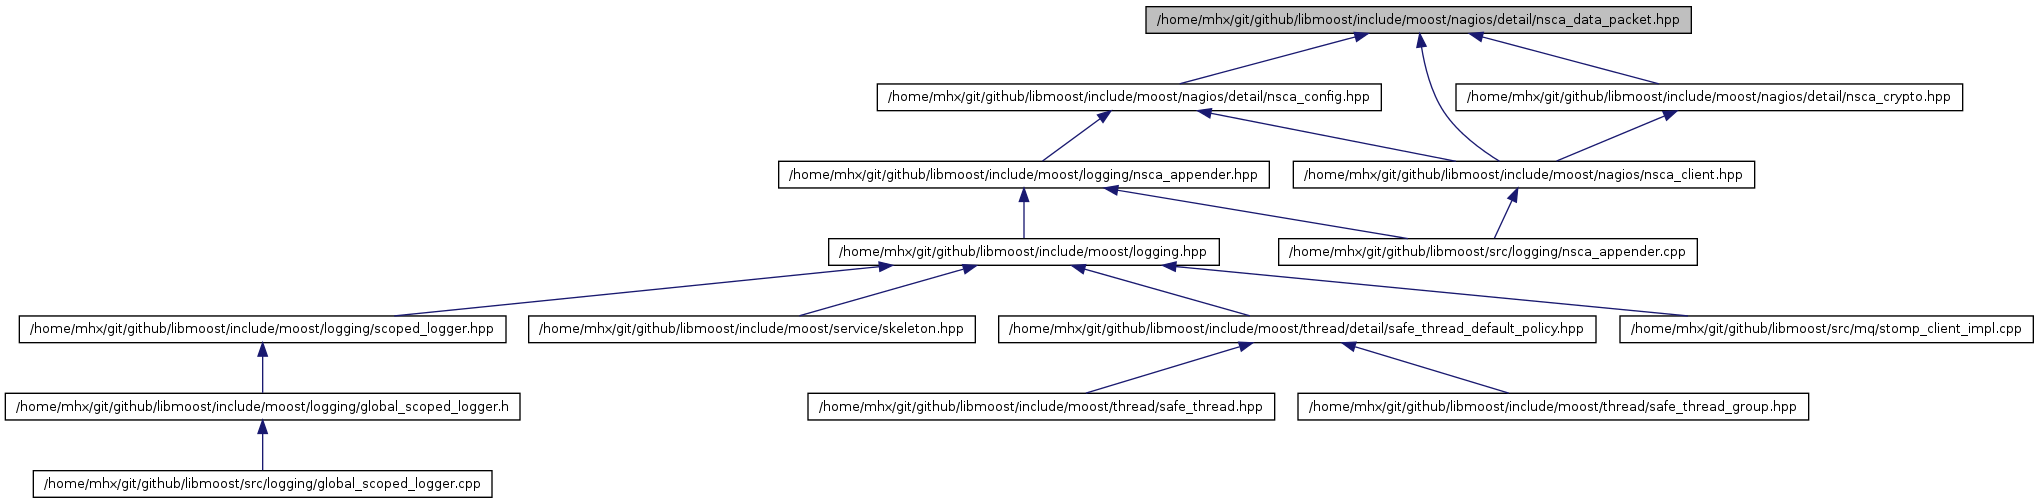 /home/mhx/git/github/libmoost/include/moost/nagios/detail/nsca_data_packet.hpp
/home/mhx/git/github/libmoost/include/moost/nagios/detail/nsca_config.hpp
/home/mhx/git/github/libmoost/include/moost/nagios/detail/nsca_crypto.hpp
/home/mhx/git/github/libmoost/include/moost/logging/nsca_appender.hpp
/home/mhx/git/github/libmoost/include/moost/nagios/nsca_client.hpp
/home/mhx/git/github/libmoost/include/moost/logging.hpp
/home/mhx/git/github/libmoost/src/logging/nsca_appender.cpp
/home/mhx/git/github/libmoost/include/moost/logging/scoped_logger.hpp
/home/mhx/git/github/libmoost/include/moost/service/skeleton.hpp
/home/mhx/git/github/libmoost/include/moost/thread/detail/safe_thread_default_policy.hpp
/home/mhx/git/github/libmoost/src/mq/stomp_client_impl.cpp
/home/mhx/git/github/libmoost/include/moost/logging/global_scoped_logger.h
/home/mhx/git/github/libmoost/include/moost/thread/safe_thread.hpp
/home/mhx/git/github/libmoost/include/moost/thread/safe_thread_group.hpp
/home/mhx/git/github/libmoost/src/logging/global_scoped_logger.cpp